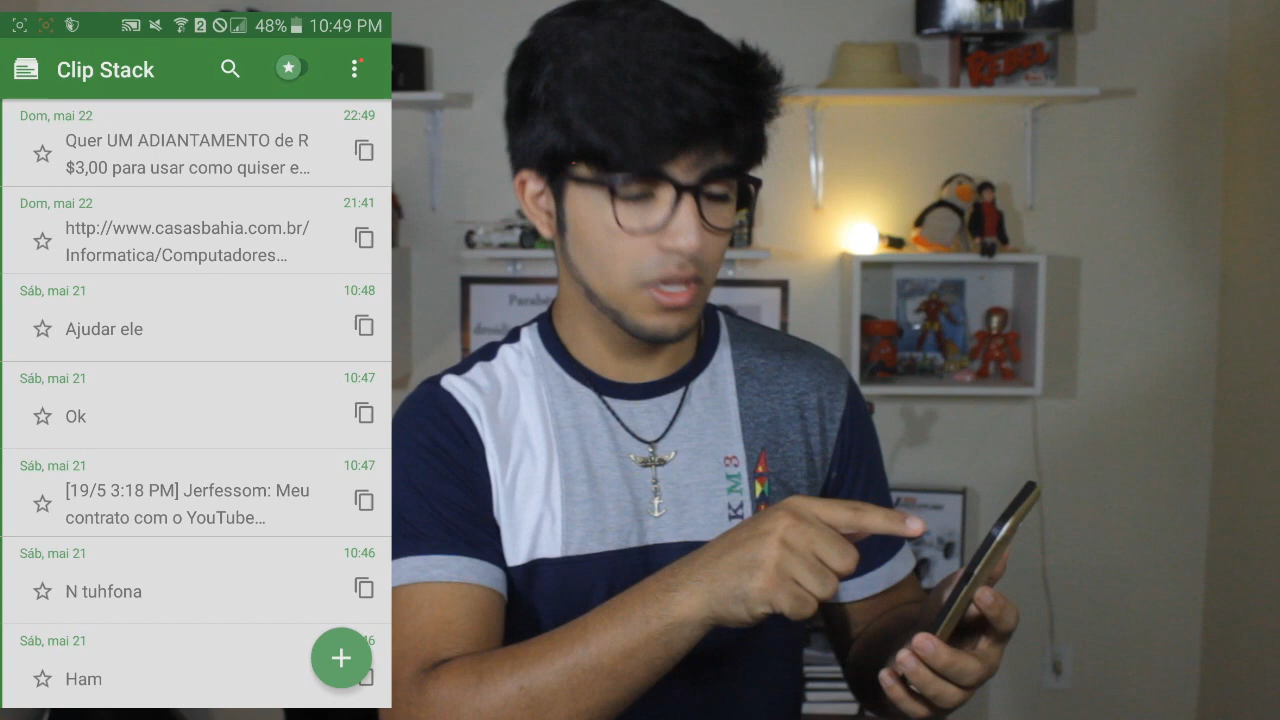 48% 10:49 PM
Clip Stack
Dom, mai 22 22:49
Quer UM ADIANTAMENTO de R
$3,00 para usar como quiser e...
Dom, mai 22 21:41
http://www.casasbahia.com.br/
Informatica/Computadores...
Sáb, mai 21 10:48
Ajudar ele
Sáb, mai 21 10:47
Ok
Sáb, mai 21 10:47
[19/5 3:18 PM] Jerfessom: Meu
contrato com o YouTube...
Sáb, mai 21 10:46
N tuhfona
Sáb, mai 21
Ham
REBEL
KM3